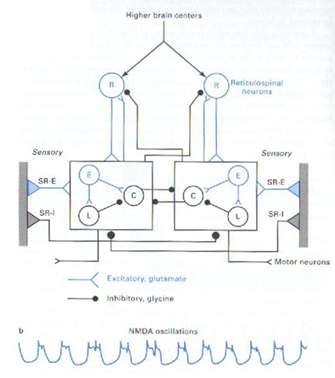 Higher brain centers
R
R
Reticulospinal
neurons
Sensory
Sensory
E
E
SR-E
SR-E
C
C
SR-I
L
L
SR-I
Motor neurons
Excitatory, glutamate
Inhibitory, glycine
b
NMDA oscillations